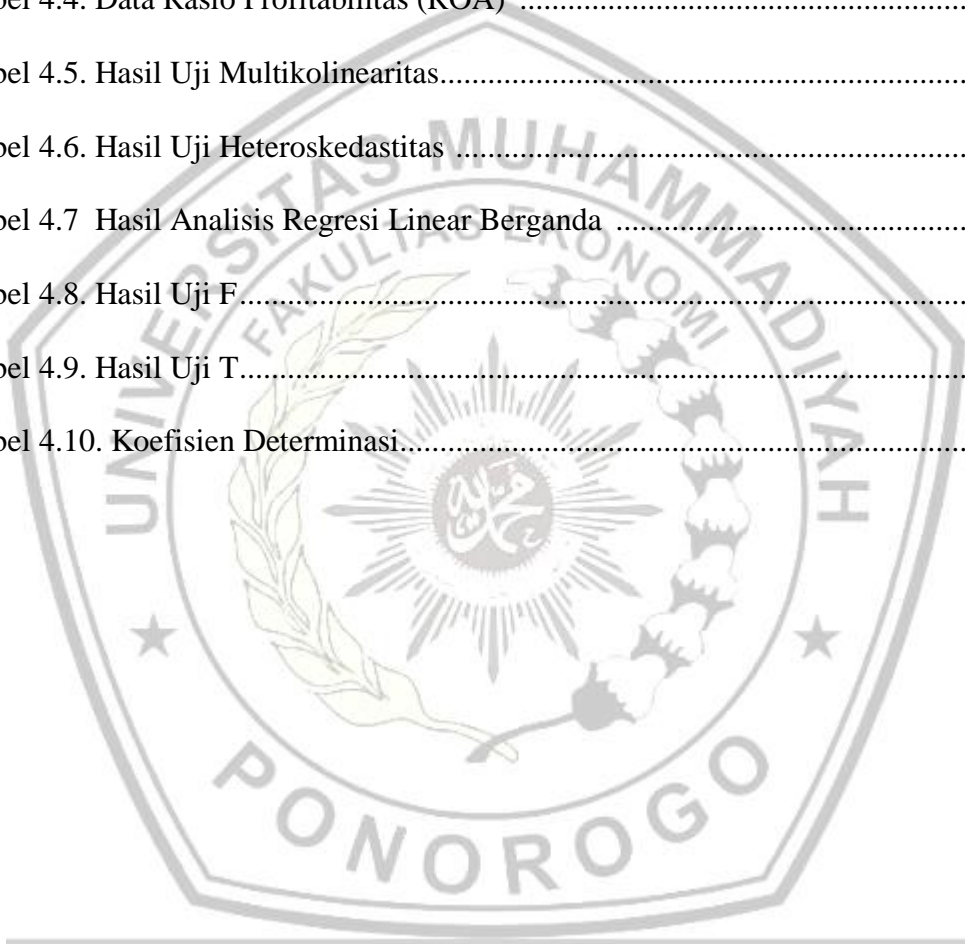 bel 4.4. Data Rasio Profitabilitas (ROA) ................................................................
bel 4.5. Hasil Uji Multikolinearitas..................................................................
bel 4.6. Hasil Uji Heteroskedastitas ................................................................
bel 4.7  Hasil Analisis Regresi Linear Berganda ............................................
bel 4.8. Hasil Uji F...........................................................................................
bel 4.9. Hasil Uji T...........................................................................................
bel 4.10. Koefisien Determinasi.......................................................................
UNIVERSITAS MUHAMMADIYAH
FAKULTAS EKONOMI
PONOROGO